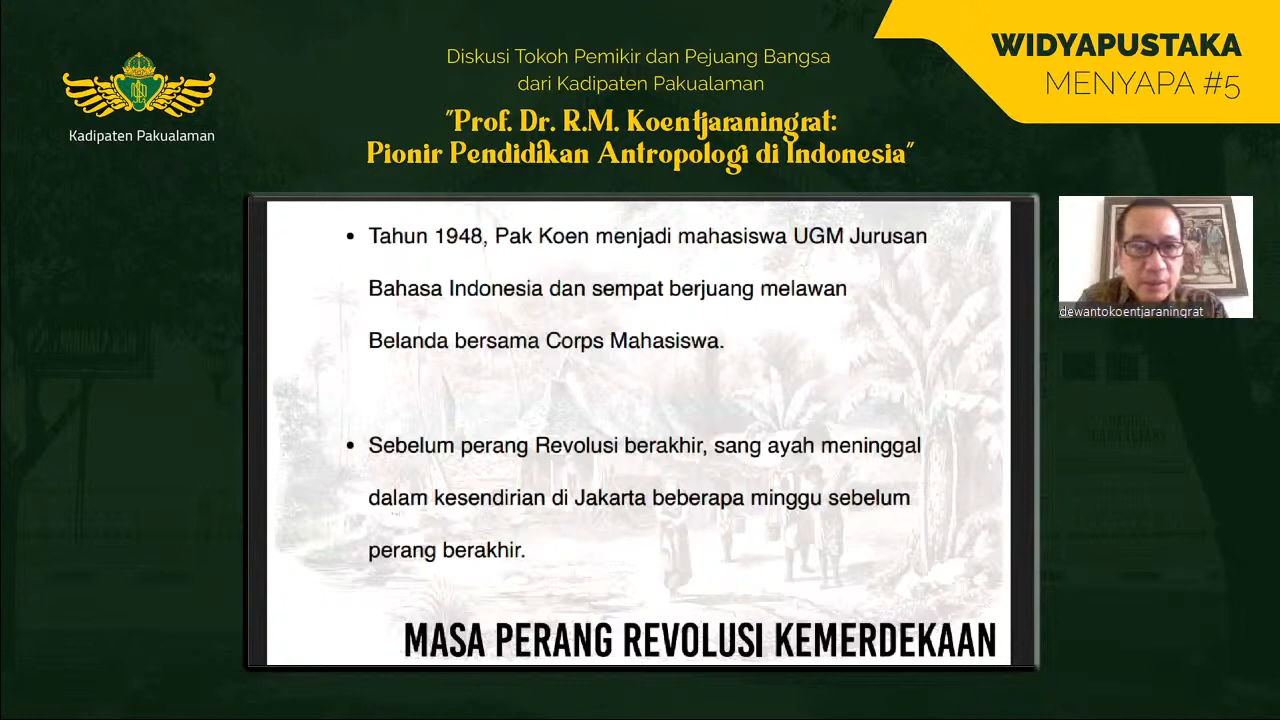 WIDYAPUSTAKA
MENYAPA #5
Diskusi Tokoh Pemikir dan Pejuang Bangsa
dari Kadipaten Pakualaman
"Prof. Dr. R.M. Koentjaraningrat:
Pionir Pendidikan Antropologi di Indonesia"
Kadipaten Pakualaman
• Tahun 1948, Pak Koen menjadi mahasiswa UGM Jurusan
Bahasa Indonesia dan sempat berjuang melawan
Belanda bersama Corps Mahasiswa.
• Sebelum perang Revolusi berakhir, sang ayah meninggal
dalam kesendirian di Jakarta beberapa minggu sebelum
perang berakhir.
MASA PERANG REVOLUSI KEMERDEKAAN
dewantokoentjaraningrat